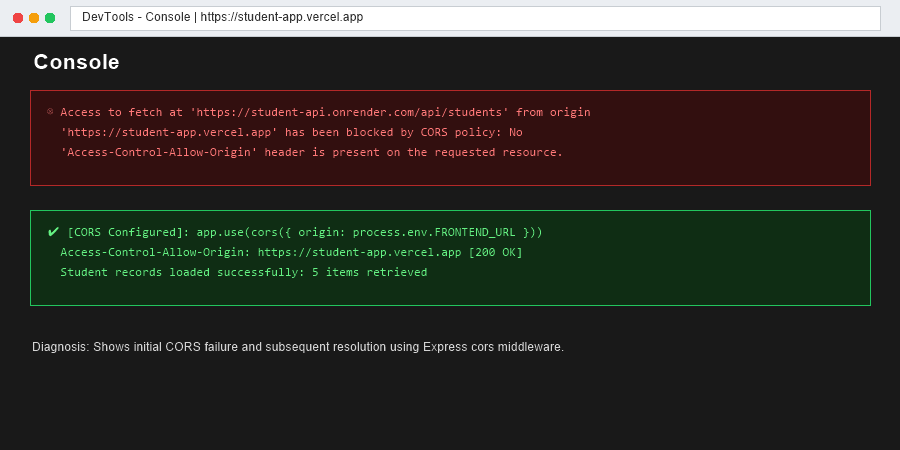 DevTools - Console | https://student-app.vercel.app
Console
Access to fetch at 'https://student-api.onrender.com/api/students' from origin
'https://student-app.vercel.app' has been blocked by CORS policy: No
'Access-Control-Allow-Origin' header is present on the requested resource.
✔ [CORS Configured]: app.use(cors({ origin: process.env.FRONTEND_URL }))
Access-Control-Allow-Origin: https://student-app.vercel.app [200 OK]
Student records loaded successfully: 5 items retrieved
Diagnosis: Shows initial CORS failure and subsequent resolution using Express cors middleware.